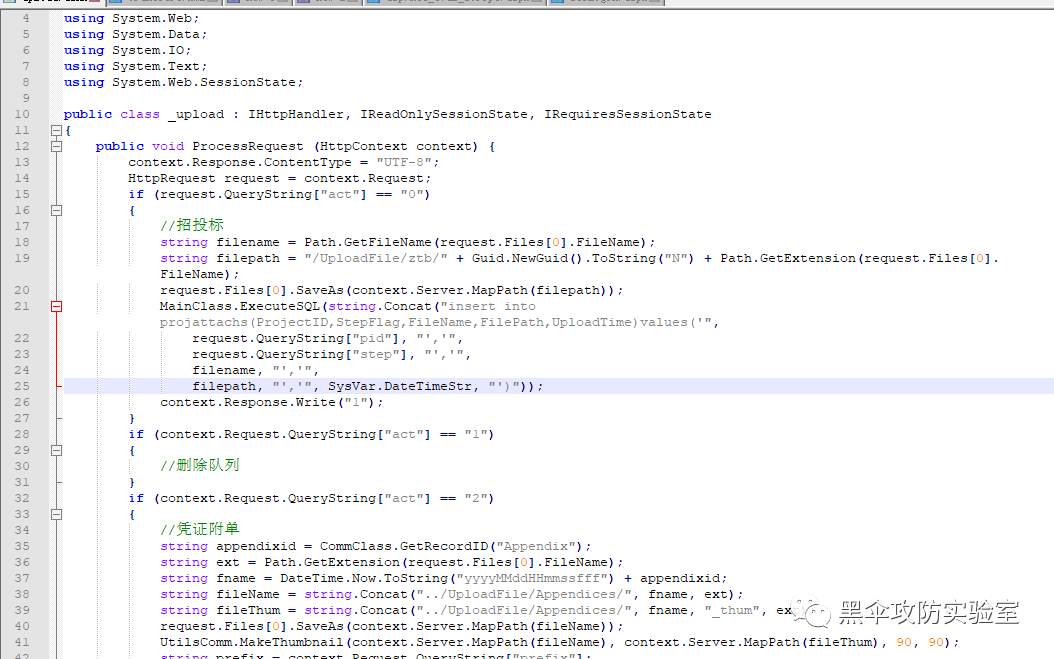 4 using System.Web;
5 using System.Data;
6 using System.IO;
7 using System.Text;
8 using System.Web.SessionState;
9
10 public class _upload : IHttpHandler, IReadOnlySessionState, IRequiresSessionState
11 {
12 public void ProcessRequest (HttpContext context) {
13 context.Response.ContentType = "UTF-8";
14 HttpRequest request = context.Request;
15 if (request.QueryString["act"] == "0")
16 {
17 //招投标
18 string filename = Path.GetFileName(request.Files[0].FileName);
19 string filepath = "/UploadFile/ztb/" + Guid.NewGuid().ToString("N") + Path.GetExtension(request.Files[0].
FileName);
20 request.Files[0].SaveAs(context.Server.MapPath(filepath));
21 MainClass.ExecuteSQL(string.Concat("insert into
projattachs(ProjectID,StepFlag,FileName,FilePath,UploadTime)values('",
22 request.QueryString["pid"], "','",
23 request.QueryString["step"], "','",
24 filename, "','",
25 filepath, "','", SysVar.DateTimeStr, "')"));
26 context.Response.Write("1");
27 }
28 if (context.Request.QueryString["act"] == "1")
29 {
30 //删除队列
31 }
32 if (context.Request.QueryString["act"] == "2")
33 {
34 //凭证附单
35 string appendixid = CommClass.GetRecordID("Appendix");
36 string ext = Path.GetExtension(request.Files[0].FileName);
37 string fname = DateTime.Now.ToString("yyyyMMddHHmmssfff") + appendixid;
38 string fileName = string.Concat("../UploadFile/Appendices/", fname, ext);
39 string fileThum = string.Concat("../UploadFile/Appendices/", fname, "_thum", ex
40 request.Files[0].SaveAs(context.Server.MapPath(fileName));
41 UtilsComm.MakeThumbnail(context.Server.MapPath(fileName), context.Server.MapPath(fileThum), 90, 90);
42 string prefix = context.Request.QueryString["prefix"];
黑伞攻防实验室